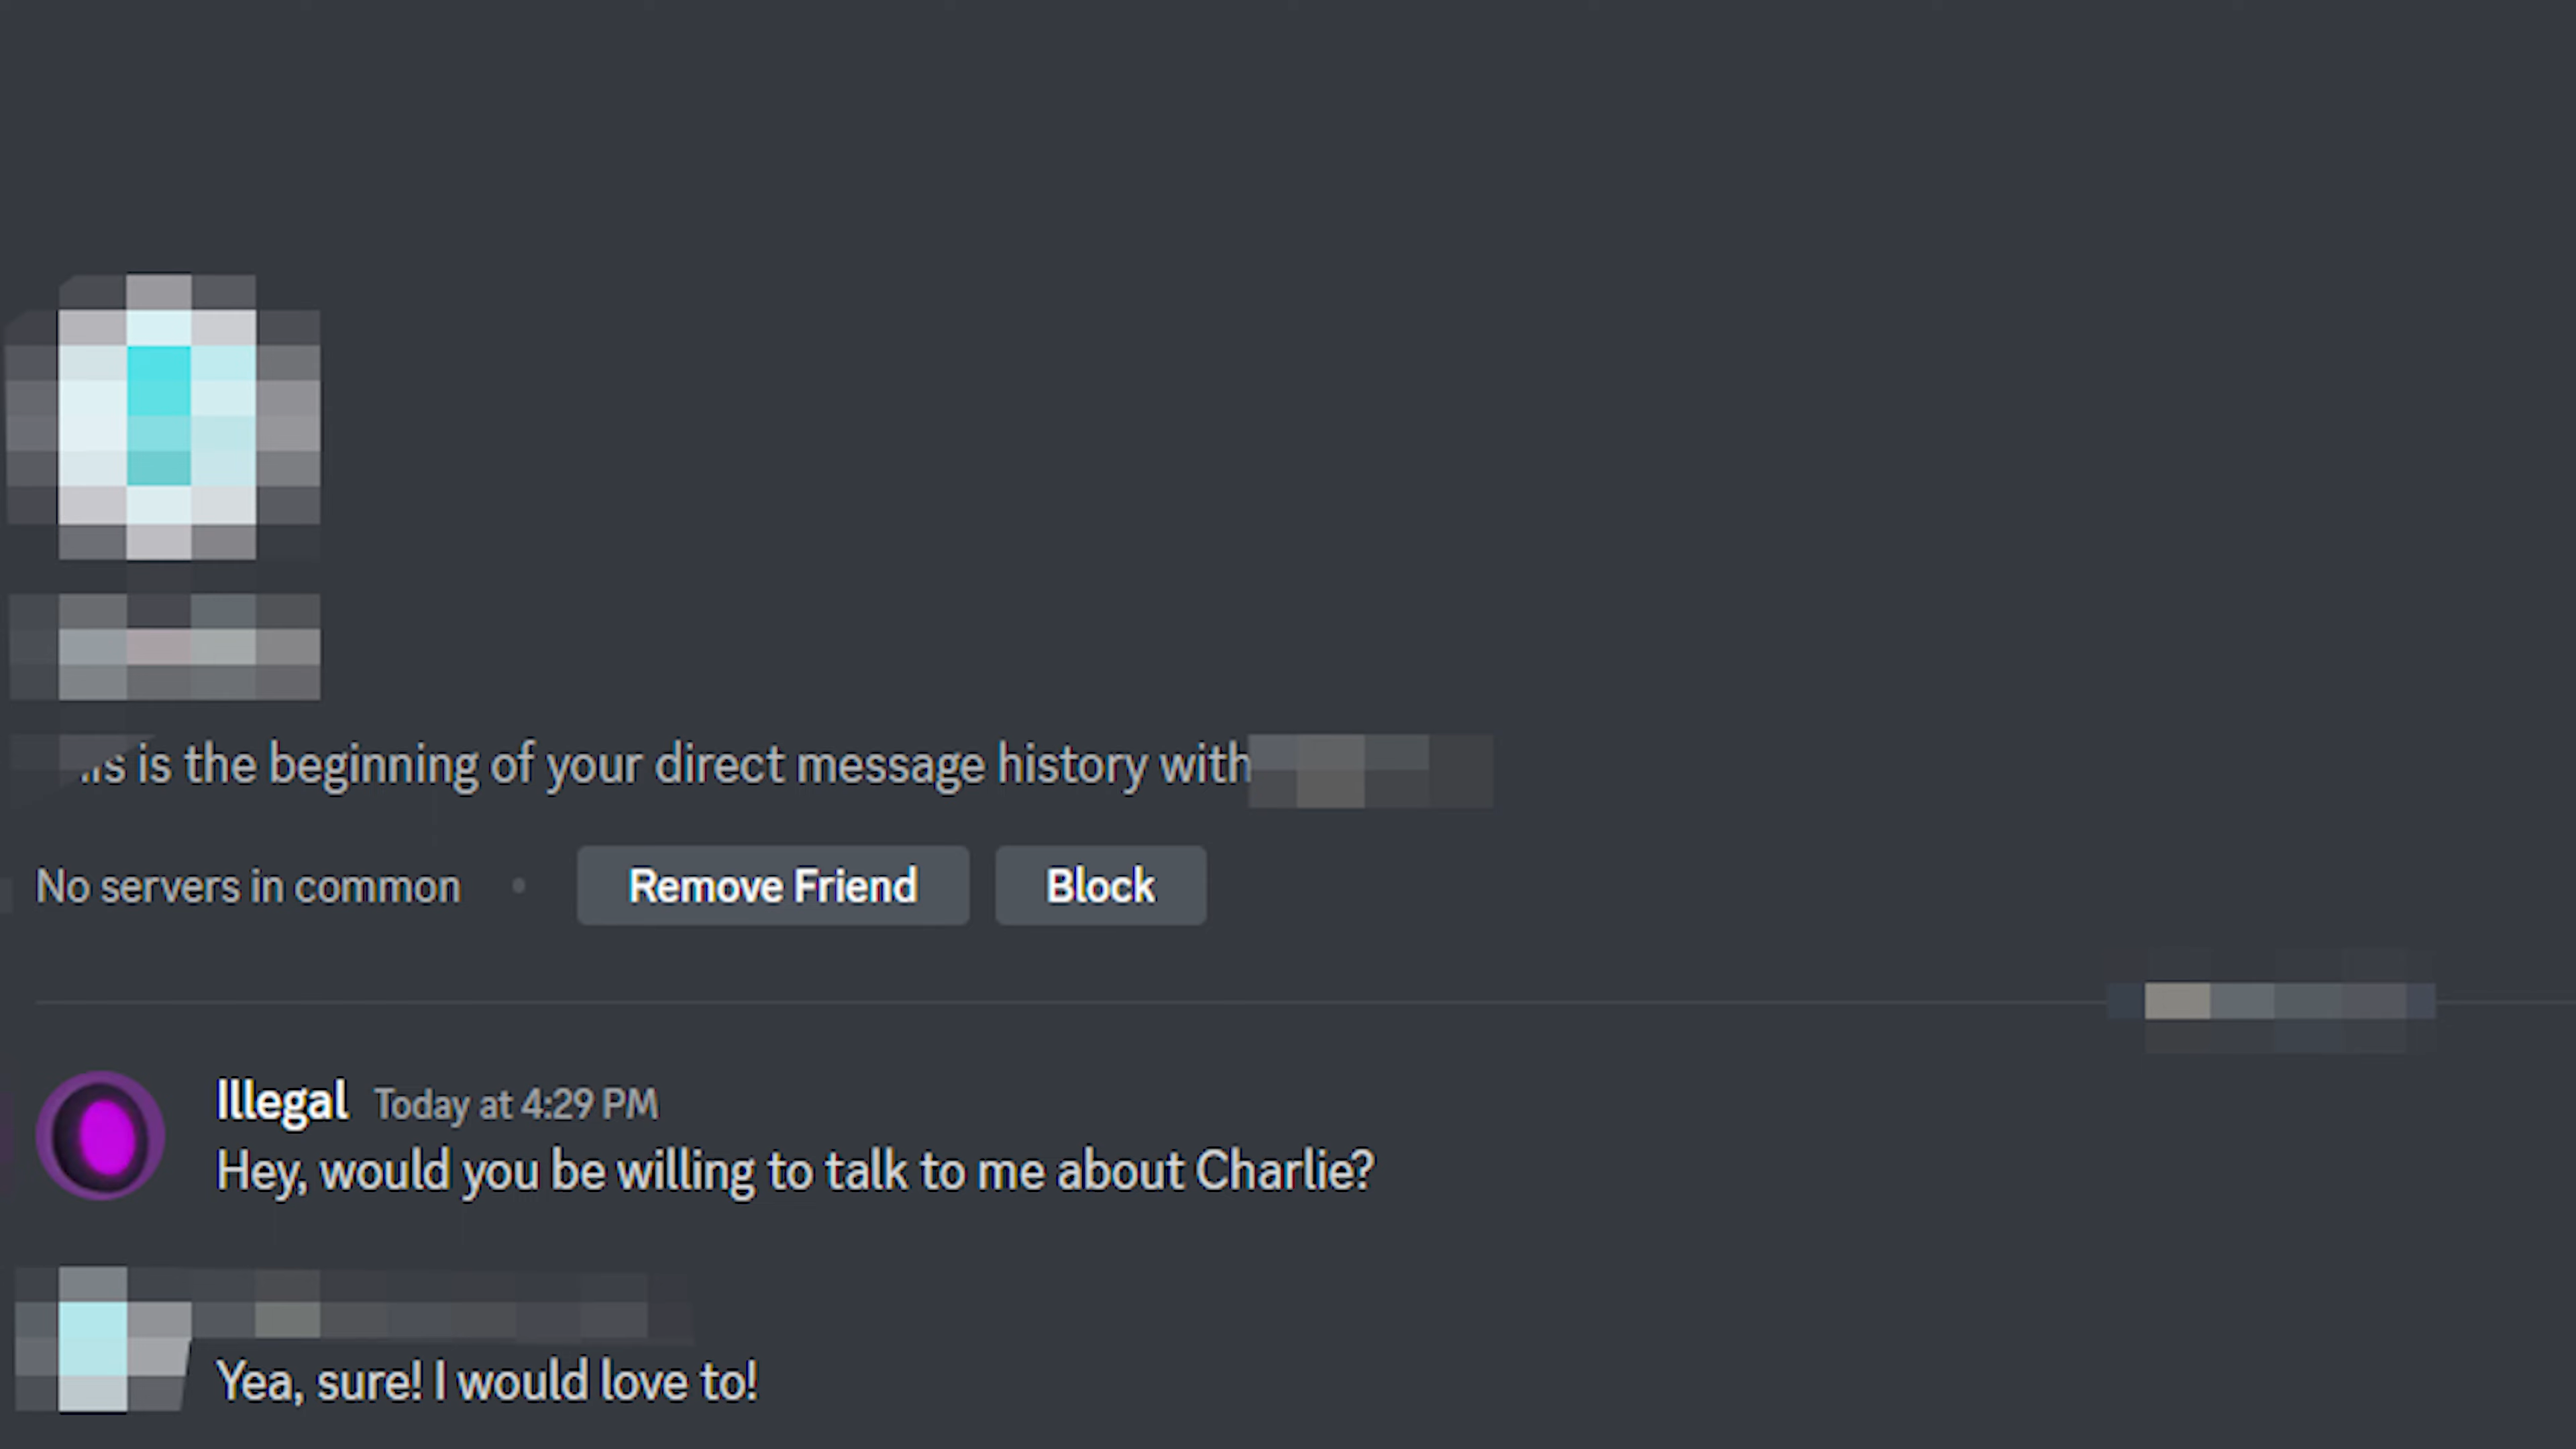 is the beginning of your direct message history with
No servers in common • Remove Friend Block
Illegal Today at 4:29 PM
Hey, would you be willing to talk to me about Charlie?
Yea, sure! I would love to!